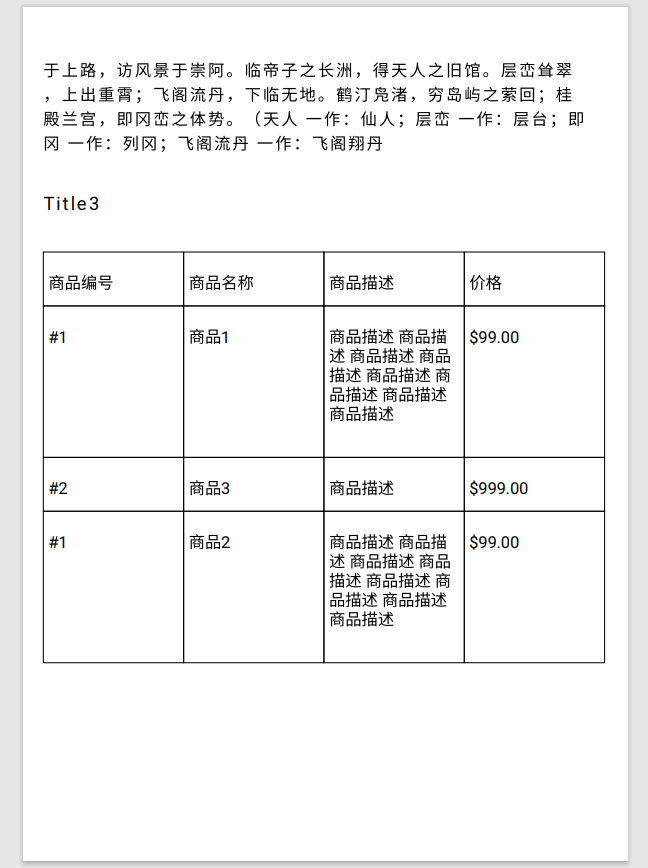 于上路，访风景于崇阿。临帝子之长洲，得天人之旧馆。层峦耸翠
，上出重霄；飞阁流丹，下临无地。鹤汀凫渚，穷岛屿之萦回；桂
殿兰宫，即冈峦之体势。（天人 一作：仙人；层峦 一作：层台；即
冈 一作：列冈；飞阁流丹 一作：飞阁翔丹
Title3
商品编号 商品名称 商品描述 价格
#1 商品1 商品描述 商品描 $99.00
述 商品描述 商品
描述 商品描述 商
品描述 商品描述
商品描述
#2 商品3 商品描述 $999.00
#1 商品2 商品描述 商品描 $99.00
述 商品描述 商品
描述 商品描述 商
品描述 商品描述
商品描述